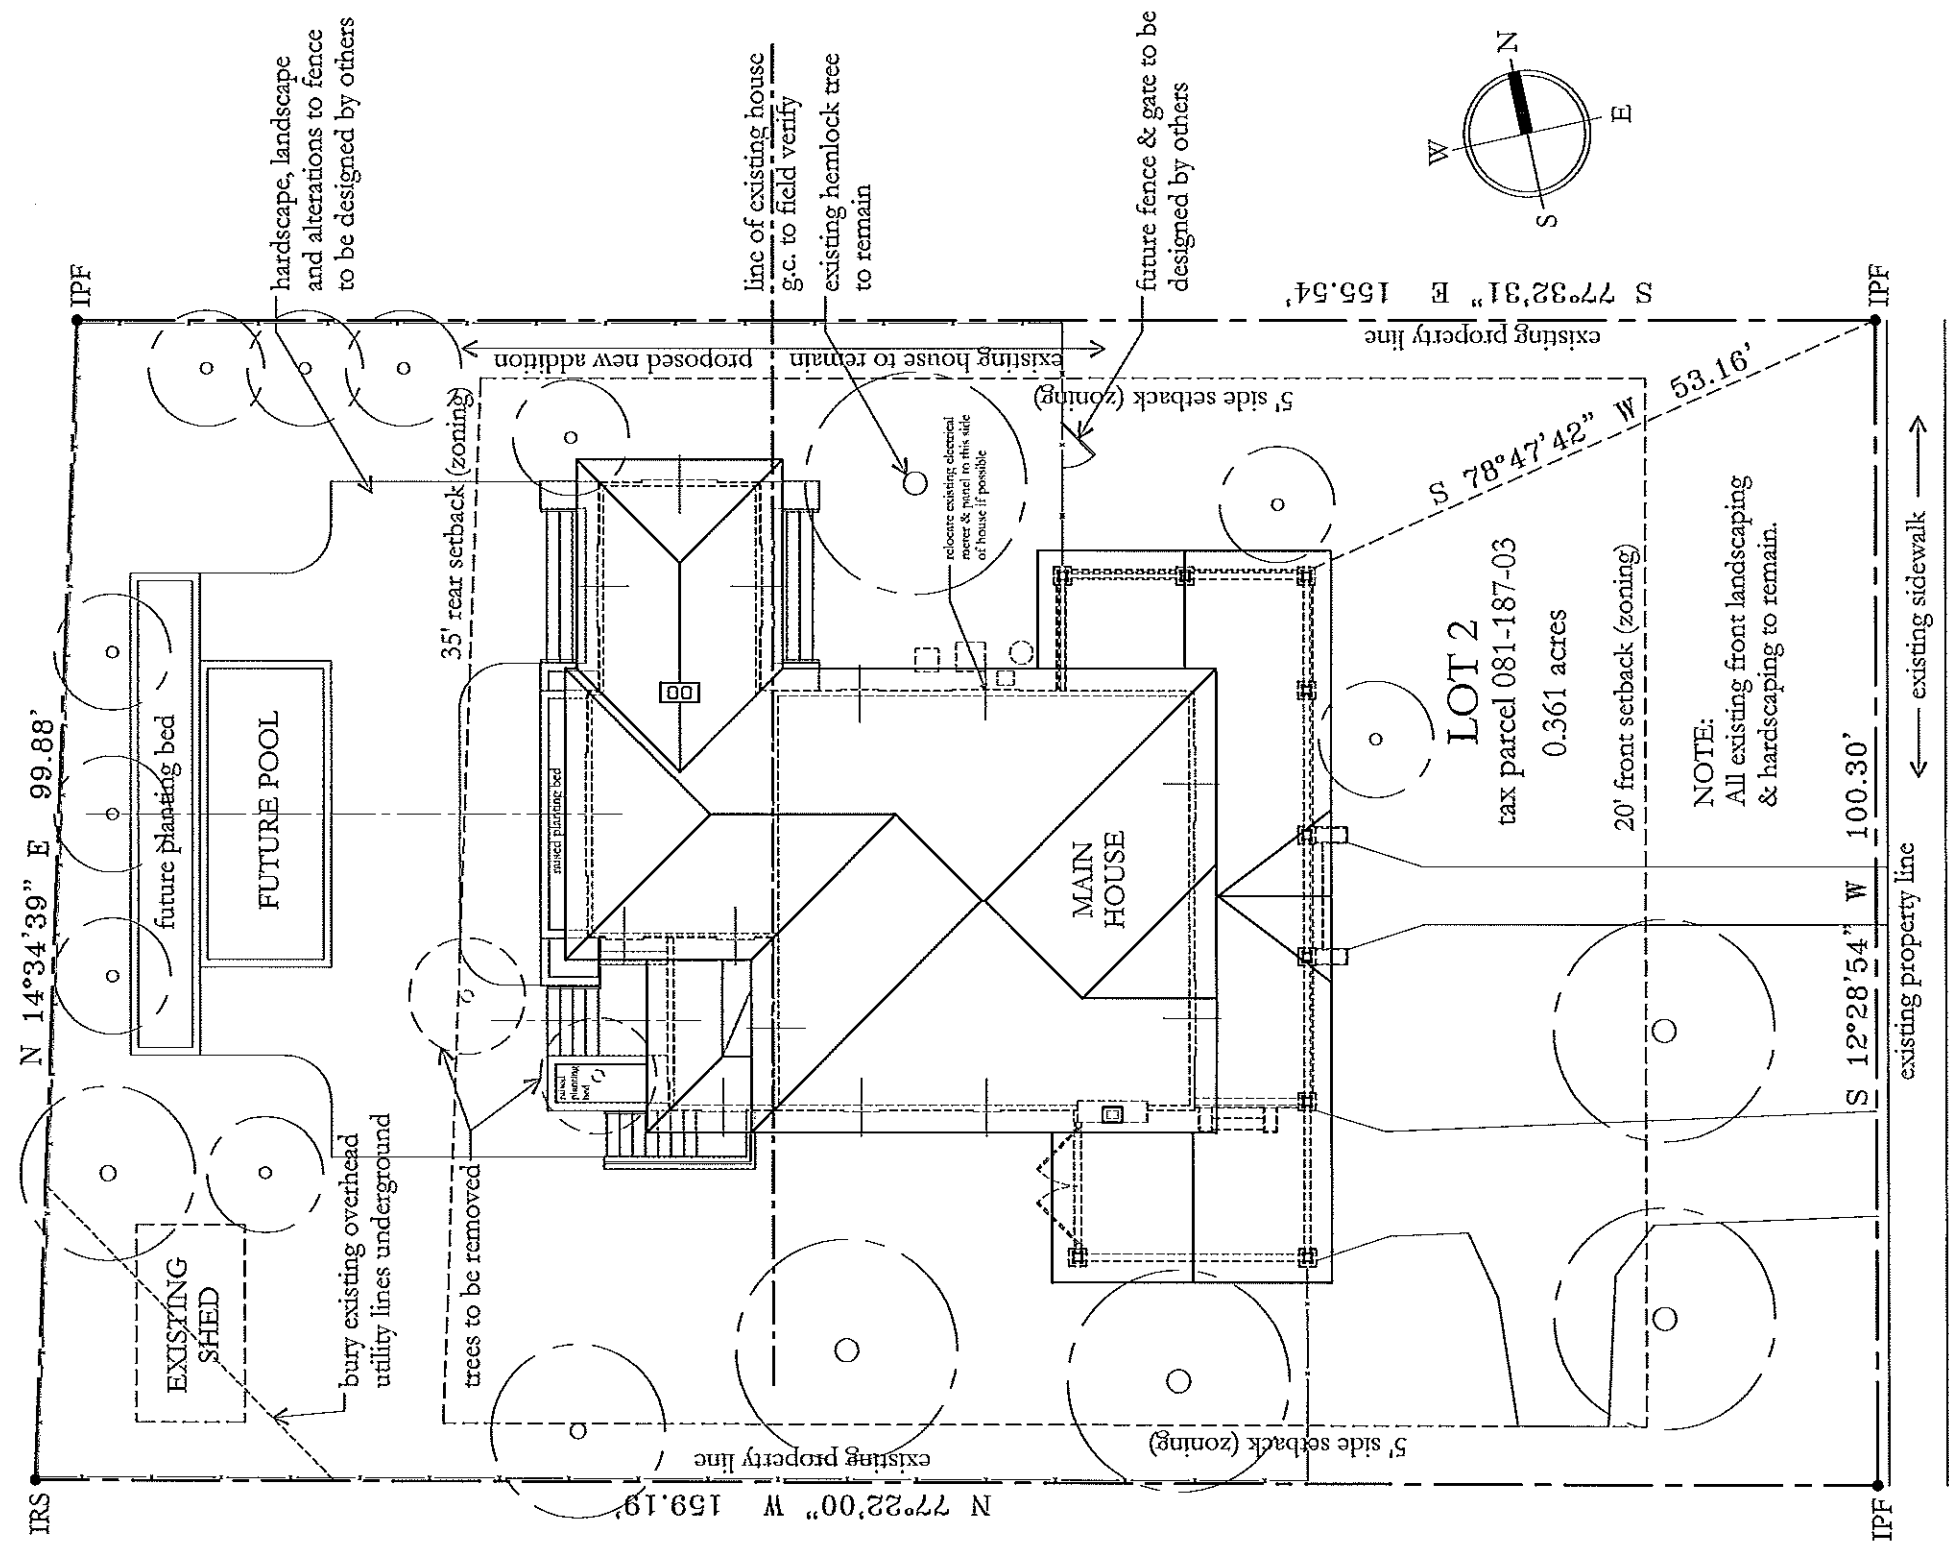 hardscape, landscape
and alterations to fence
to be designed by others
line of existing house
g.c. to field verify
existing hemlock tree
to remain
future fence & gate to be
designed by others
N
W
E
S
IPF
S 77°32'31" E 155.54'
existing property line
IPF
proposed new addition
existing house to remain
5' side setback (zoning)
35' rear setback (zoning)
relocate existing electrical
meter & panel to this side
of house if possible
S 78°47'42" W 53.16'
N 14°34'39" E 99.88'
future planting bed
FUTURE POOL
raised planting bed
raised
planting
bed
MAIN
HOUSE
LOT 2
tax parcel 081-187-03
0.361 acres
20' front setback (zoning)
NOTE:
All existing front landscaping
& hardscaping to remain.
S 12°28'54" W 100.30'
existing property line
existing sidewalk
EXISTING
SHED
bury existing overhead
utility lines underground
trees to be removed
existing property line
5' side setback (zoning)
N 77°22'00" W 159.19'
IRS
IPF